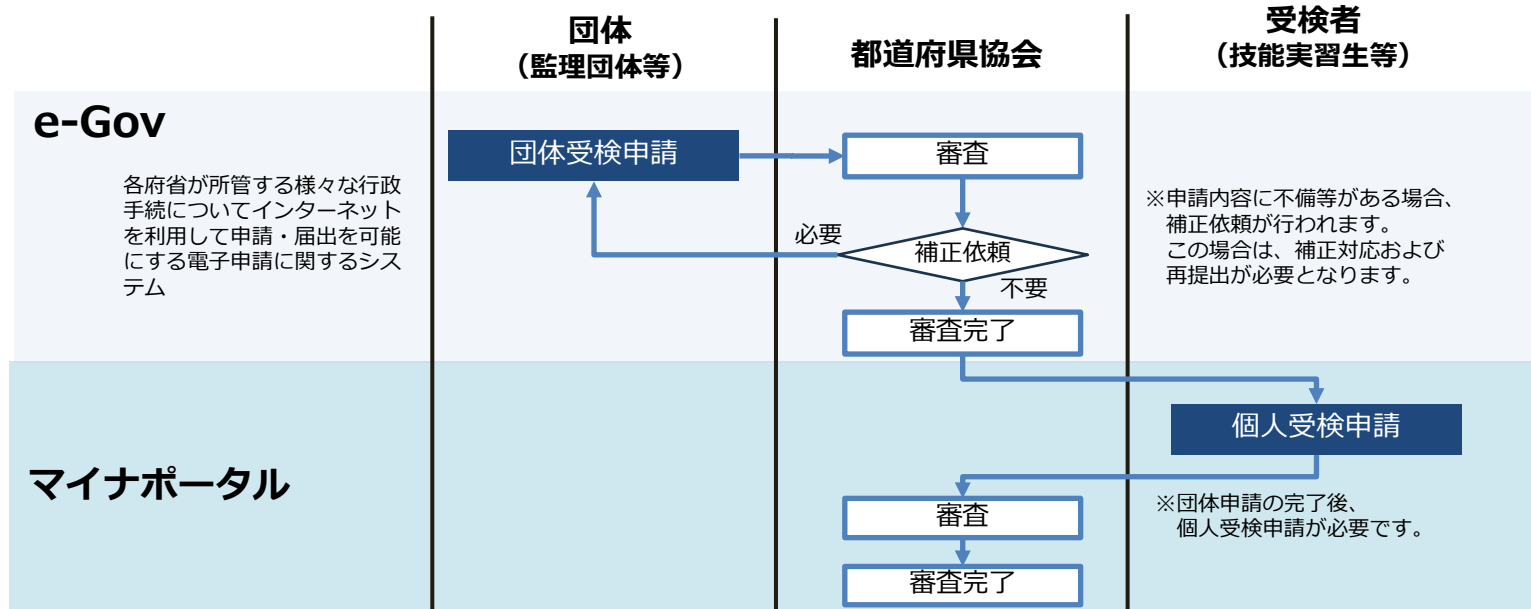 団体
（監理団体等）
都道府県協会
受検者
（技能実習生等）
e-Gov
各府省が所管する様々な行政
手続についてインターネット
を利用して申請・届出を可能
にする電子申請に関するシス
テム
団体受検申請
審査
必要
補正依頼
不要
審査完了
※申請内容に不備等がある場合、
補正依頼が行われます。
この場合は、補正対応および
再提出が必要となります。
マイナポータル
個人受検申請
審査
審査完了
※団体申請の完了後、
個人受検申請が必要です。